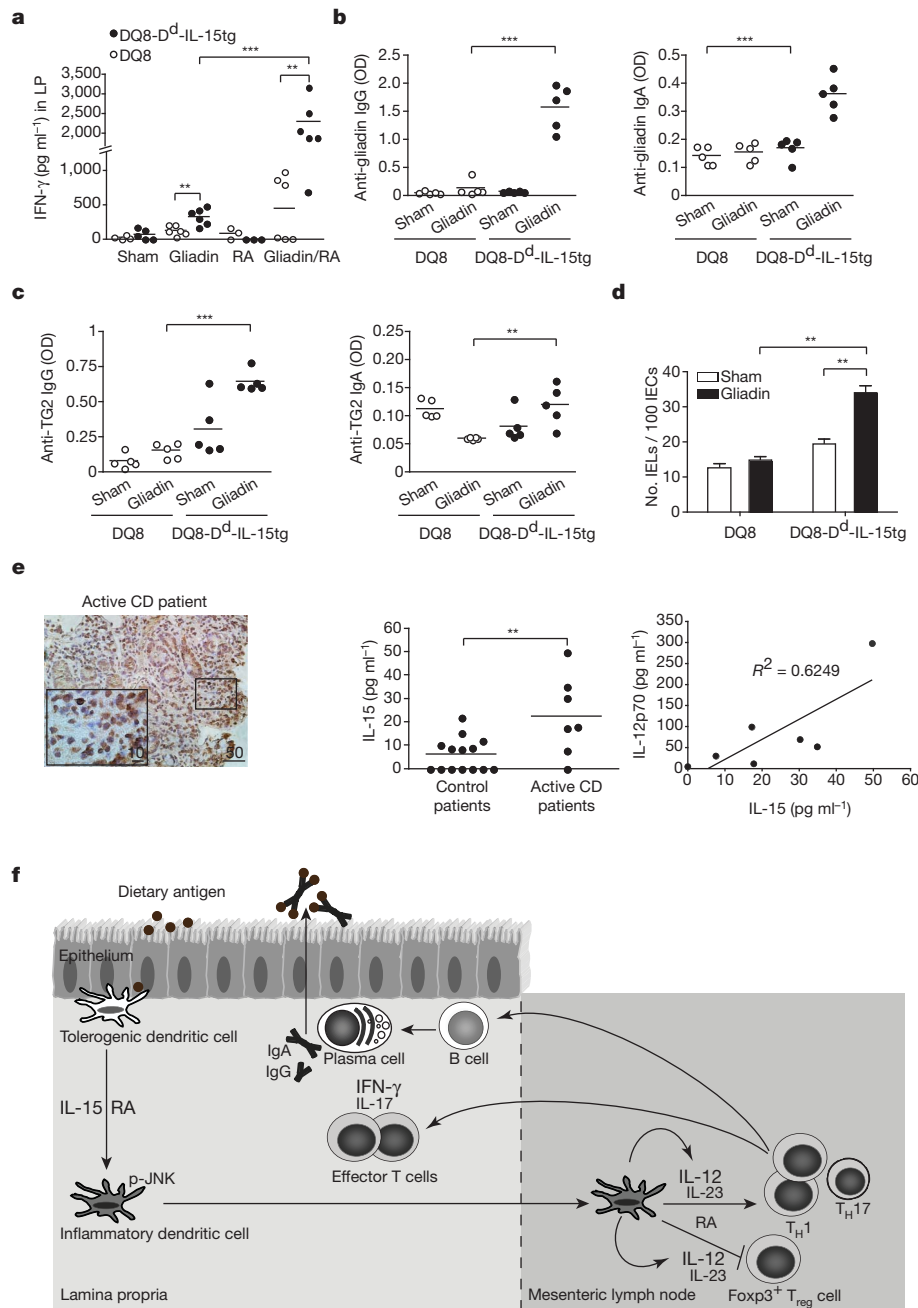 a
DQ8-Dd-IL-15tg
DQ8
IFN-γ (pg ml−1) in LP
3,500
3,000
2,500
2,000
1,000
500
0
***
**
**
Sham Gliadin RA Gliadin/RA
b
Anti-gliadin IgG (OD)
2.5
2.0
1.5
1.0
0.5
0
***
Sham Gliadin Sham Gliadin
DQ8 DQ8-Dd-IL-15tg
Anti-gliadin IgA (OD)
0.5
0.4
0.3
0.2
0.1
0
***
Sham Gliadin Sham Gliadin
DQ8 DQ8-Dd-IL-15tg
c
Anti-TG2 IgG (OD)
1
0.75
0.50
0.25
0
***
Sham Gliadin Sham Gliadin
DQ8 DQ8-Dd-IL-15tg
Anti-TG2 IgA (OD)
0.25
0.20
0.15
0.10
0.05
0
**
Sham Gliadin Sham Gliadin
DQ8 DQ8-Dd-IL-15tg
d
No. IELs / 100 IECs
40
30
20
10
0
**
**
Sham
Gliadin
DQ8 DQ8-Dd-IL-15tg
e
Active CD patient
10
50
IL-15 (pg ml−1)
60
50
40
30
20
10
0
**
Control patients
Active CD patients
IL-12p70 (pg ml−1)
350
300
250
200
150
100
50
0
R2 = 0.6249
0 10 20 30 40 50 60
IL-15 (pg ml−1)
f
Dietary antigen
Epithelium
Tolerogenic dendritic cell
IgA
IgG
Plasma cell
B cell
IL-15 RA
IFN-γ
IL-17
Effector T cells
p-JNK
Inflammatory dendritic cell
IL-12
IL-23
RA
TH1
TH17
IL-12
IL-23
Foxp3+ Treg cell
Lamina propria
Mesenteric lymph node